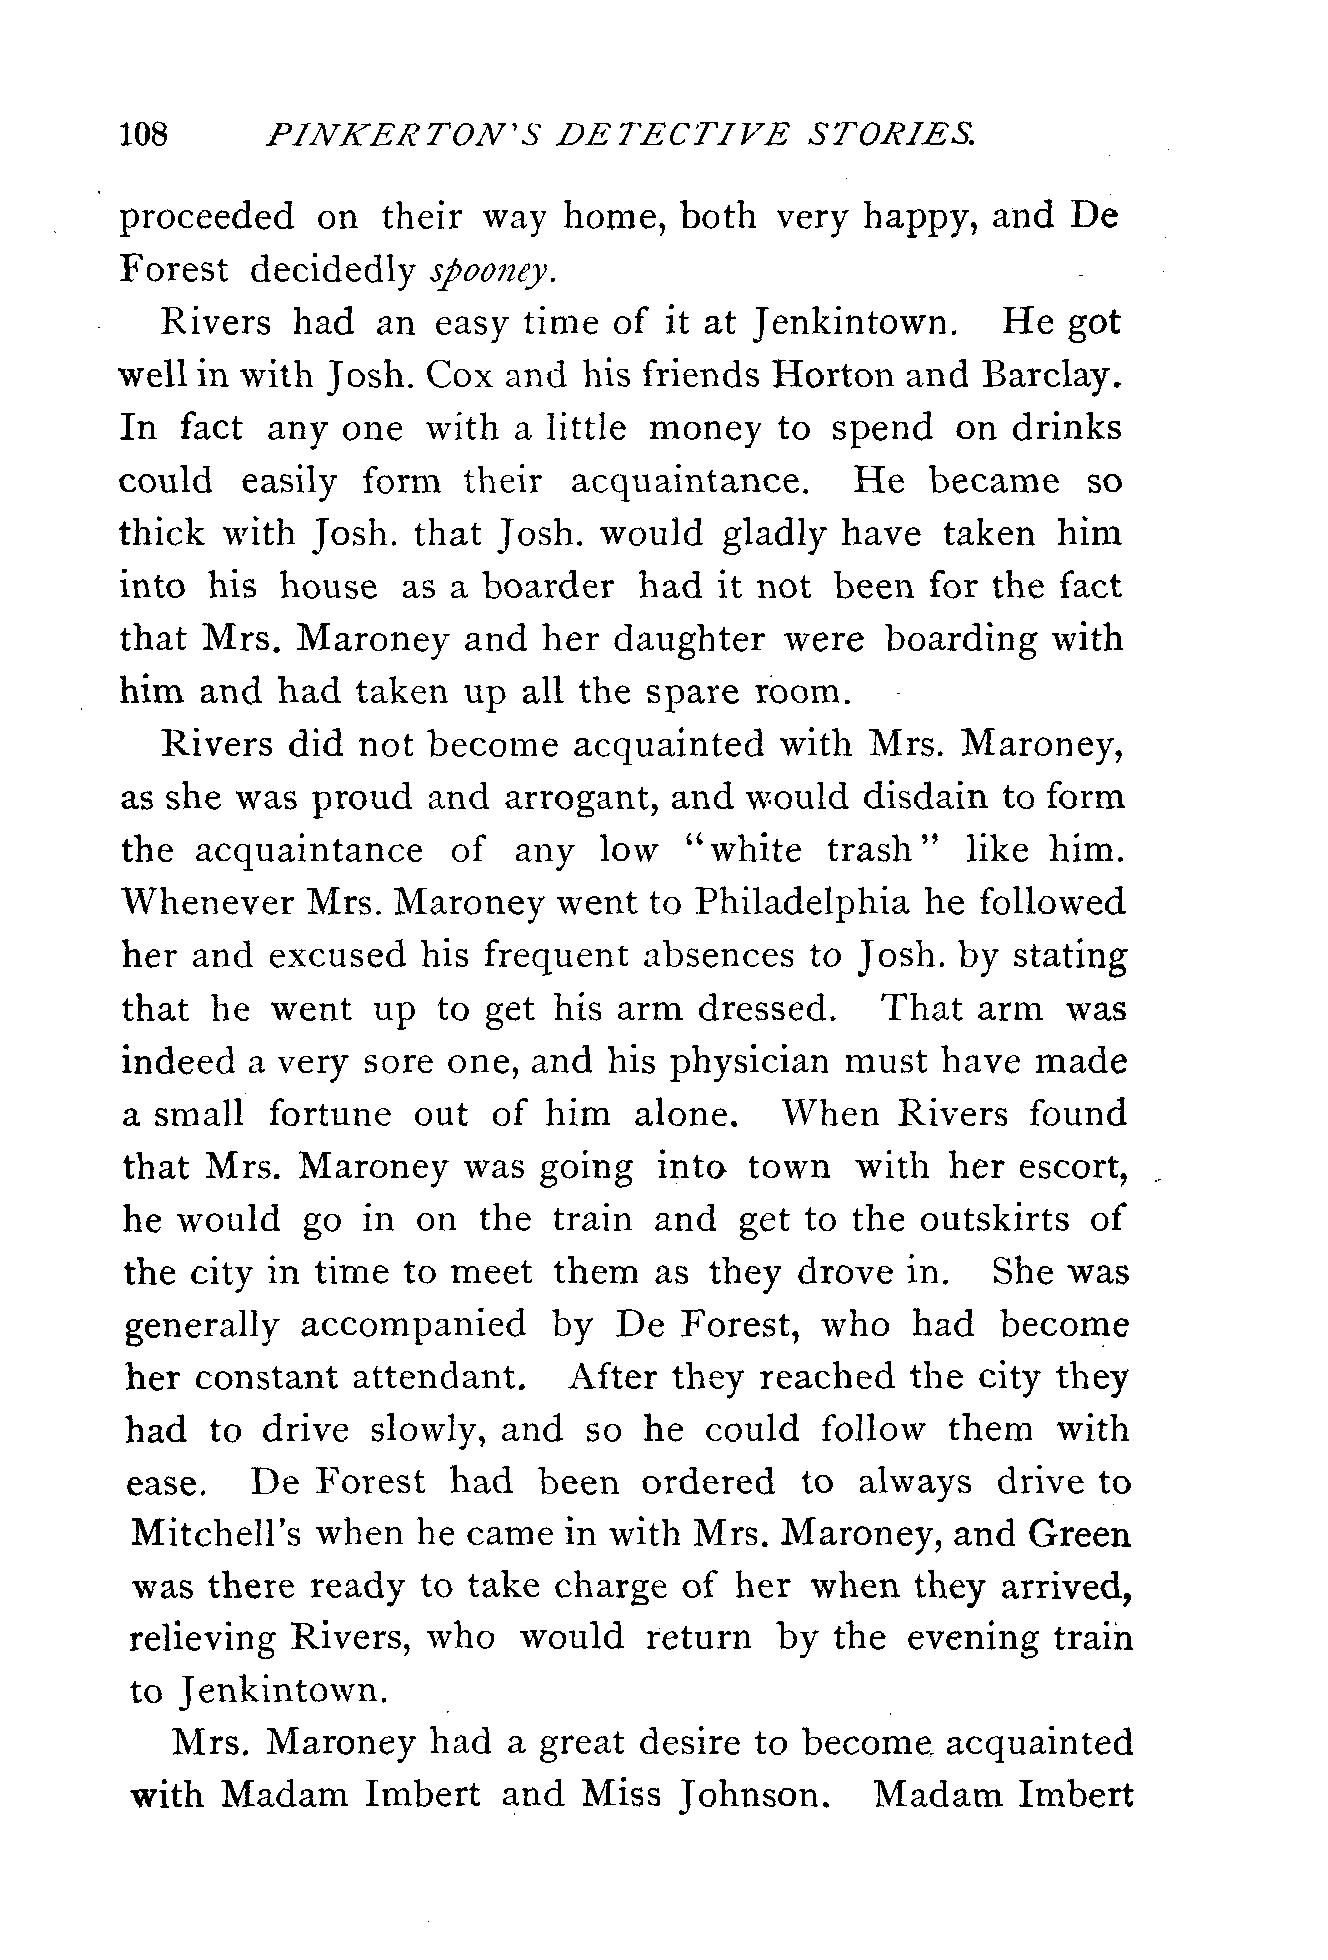 108 PINKERTON'S DETECTIVE STORIES.
proceeded on their way home, both very happy, and De
Forest decidedly spooney.
Rivers had an easy time of it at Jenkintown. He got
well in with Josh. Cox and his friends Horton and Barclay.
In fact any one with a little money to spend on drinks
could easily form their acquaintance. He became so
thick with Josh. that Josh. would gladly have taken him
into his house as a boarder had it not been for the fact
that Mrs. Maroney and her daughter were boarding with
him and had taken up all the spare room.
Rivers did not become acquainted with Mrs. Maroney,
as she was proud and arrogant, and would disdain to form
the acquaintance of any low "white trash" like him.
Whenever Mrs. Maroney went to Philadelphia he followed
her and excused his frequent absences to Josh. by stating
that he went up to get his arm dressed. That arm was
indeed a very sore one, and his physician must have made
a small fortune out of him alone. When Rivers found
that Mrs. Maroney was going into town with her escort,
he would go in on the train and get to the outskirts of
the city in time to meet them as they drove in. She was
generally accompanied by De Forest, who had become
her constant attendant. After they reached the city they
had to drive slowly, and so he could follow them with
ease. De Forest had been ordered to always drive to
Mitchell's when he came in with Mrs. Maroney, and Green
was there ready to take charge of her when they arrived,
relieving Rivers, who would return by the evening train
to Jenkintown.
Mrs. Maroney had a great desire to become acquainted
with Madam Imbert and Miss Johnson. Madam Imbert